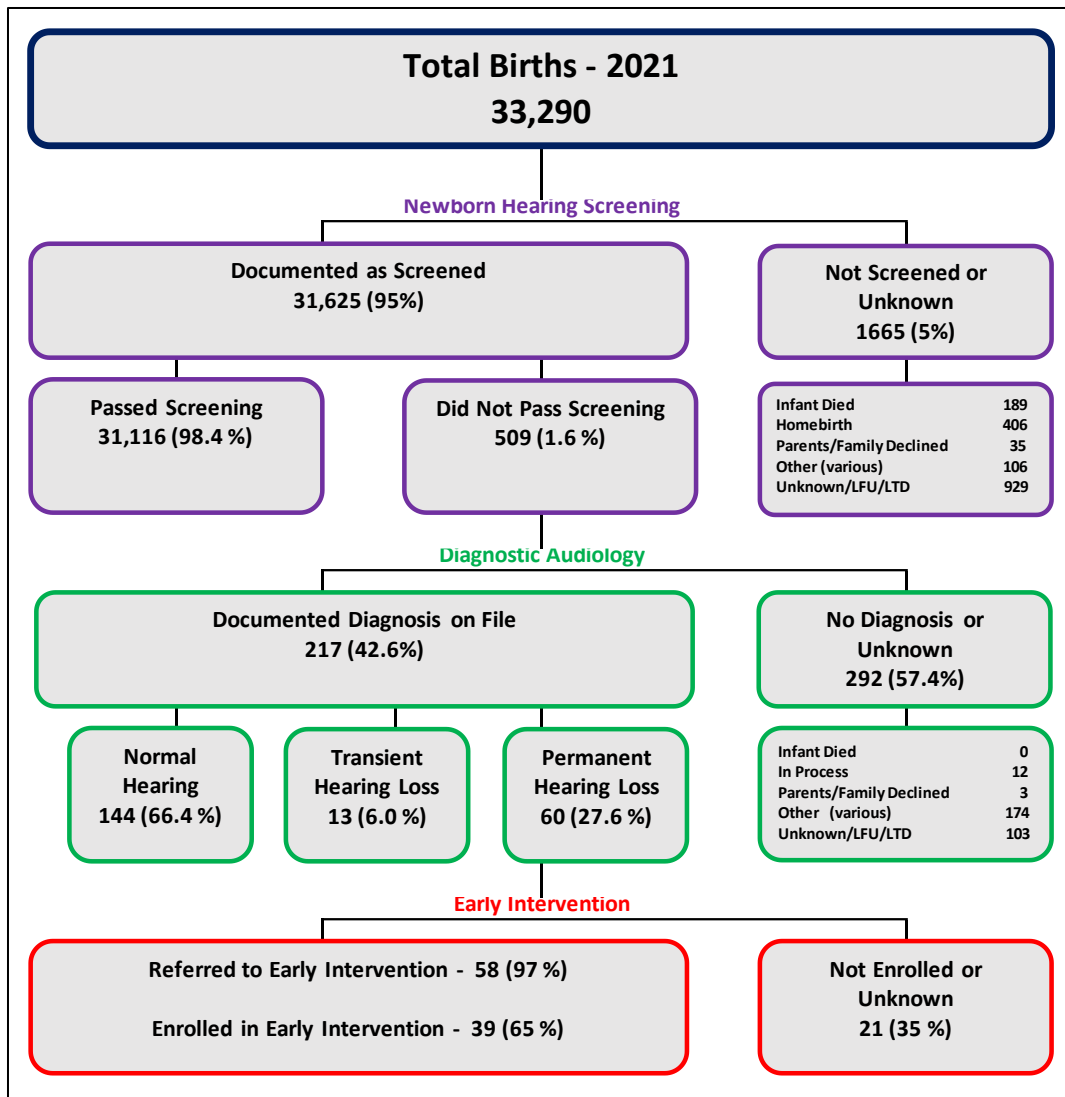 Total Births - 2021
33,290
Newborn Hearing Screening
Documented as Screened
31,625 (95%)
Not Screened or
Unknown
1665 (5%)
Passed Screening
31,116 (98.4 %)
Did Not Pass Screening
509 (1.6 %)
Infant Died 189
Homebirth 406
Parents/Family Declined 35
Other (various) 106
Unknown/LFU/LTD 929
Diagnostic Audiology
Documented Diagnosis on File
217 (42.6%)
No Diagnosis or
Unknown
292 (57.4%)
Normal
Hearing
144 (66.4 %)
Transient
Hearing Loss
13 (6.0 %)
Permanent
Hearing Loss
60 (27.6 %)
Infant Died 0
In Process 12
Parents/Family Declined 3
Other (various) 174
Unknown/LFU/LTD 103
Early Intervention
Referred to Early Intervention - 58 (97 %)
Enrolled in Early Intervention - 39 (65 %)
Not Enrolled or
Unknown
21 (35 %)